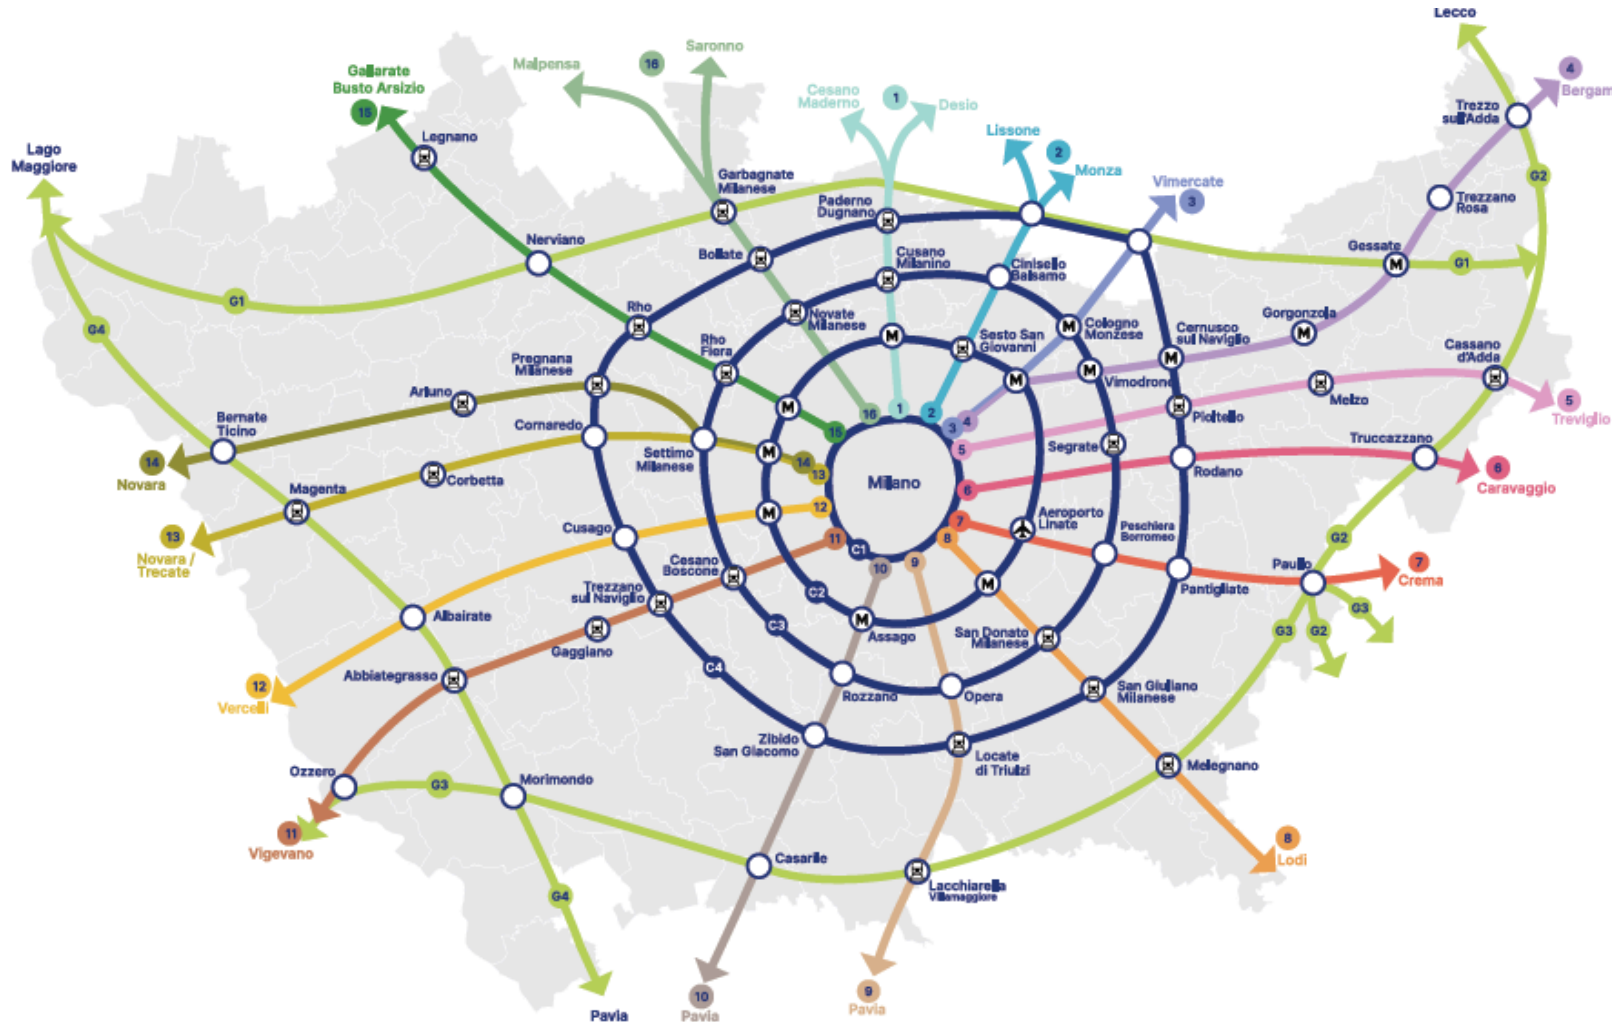 Lecco
4
Bergam
Saronno
16
Malpensa
Gallarate
Busto Arsizio
15
Cesano
Maderno
1
Desio
Trezzo
sull'Adda
Lissone
2
Monza
Legnano
Lago
Maggiore
Vimercate
3
G2
Garbagnate
Milanese
Paderno
Dugnano
Trezzano
Rosa
Nerviano
Bollate
Cusano
Milanino
Cinisello
Balsamo
Gessate
M
G1
G1
G4
Rho
Novate
Milanese
Cologno
Monzese
M
Gorgonzola
M
Cernusco
sul Naviglio
M
Rho
Fiera
M
Sesto San
Giovanni
Cassano
d'Adda
Pregnana
Milanese
M
M
Vimodrone
Melzo
5
Treviglio
Arluno
M
Pioltello
Bernate
Ticino
Cornaredo
16
1
2
3
4
15
5
Settimo
Milanese
M
Segrate
Truccazzano
14
Novara
14
13
Rodano
6
Caravaggio
Magenta
Corbetta
Milano
6
13
Novara /
Trecate
M
12
7
Aeroporto
Linate
Cusago
Peschiera
Borromeo
11
C1
8
G2
Cesano
Boscone
10
9
Paullo
7
Crema
Trezzano
sul Naviglio
C2
M
Pantigliate
G3
Albairate
M
Assago
C3
San Donato
Milanese
G3
G2
Gaggiano
C4
Abbiategrasso
12
Vercelli
Rozzano
Opera
San Giuliano
Milanese
Zibido
San Giacomo
Locate
di Triulzi
Melegnano
Ozzero
G3
Morimondo
11
Vigevano
8
Lodi
Casarile
Lacchiarella
Villamaggiore
G4
10
Pavia
9
Pavia
Pavia